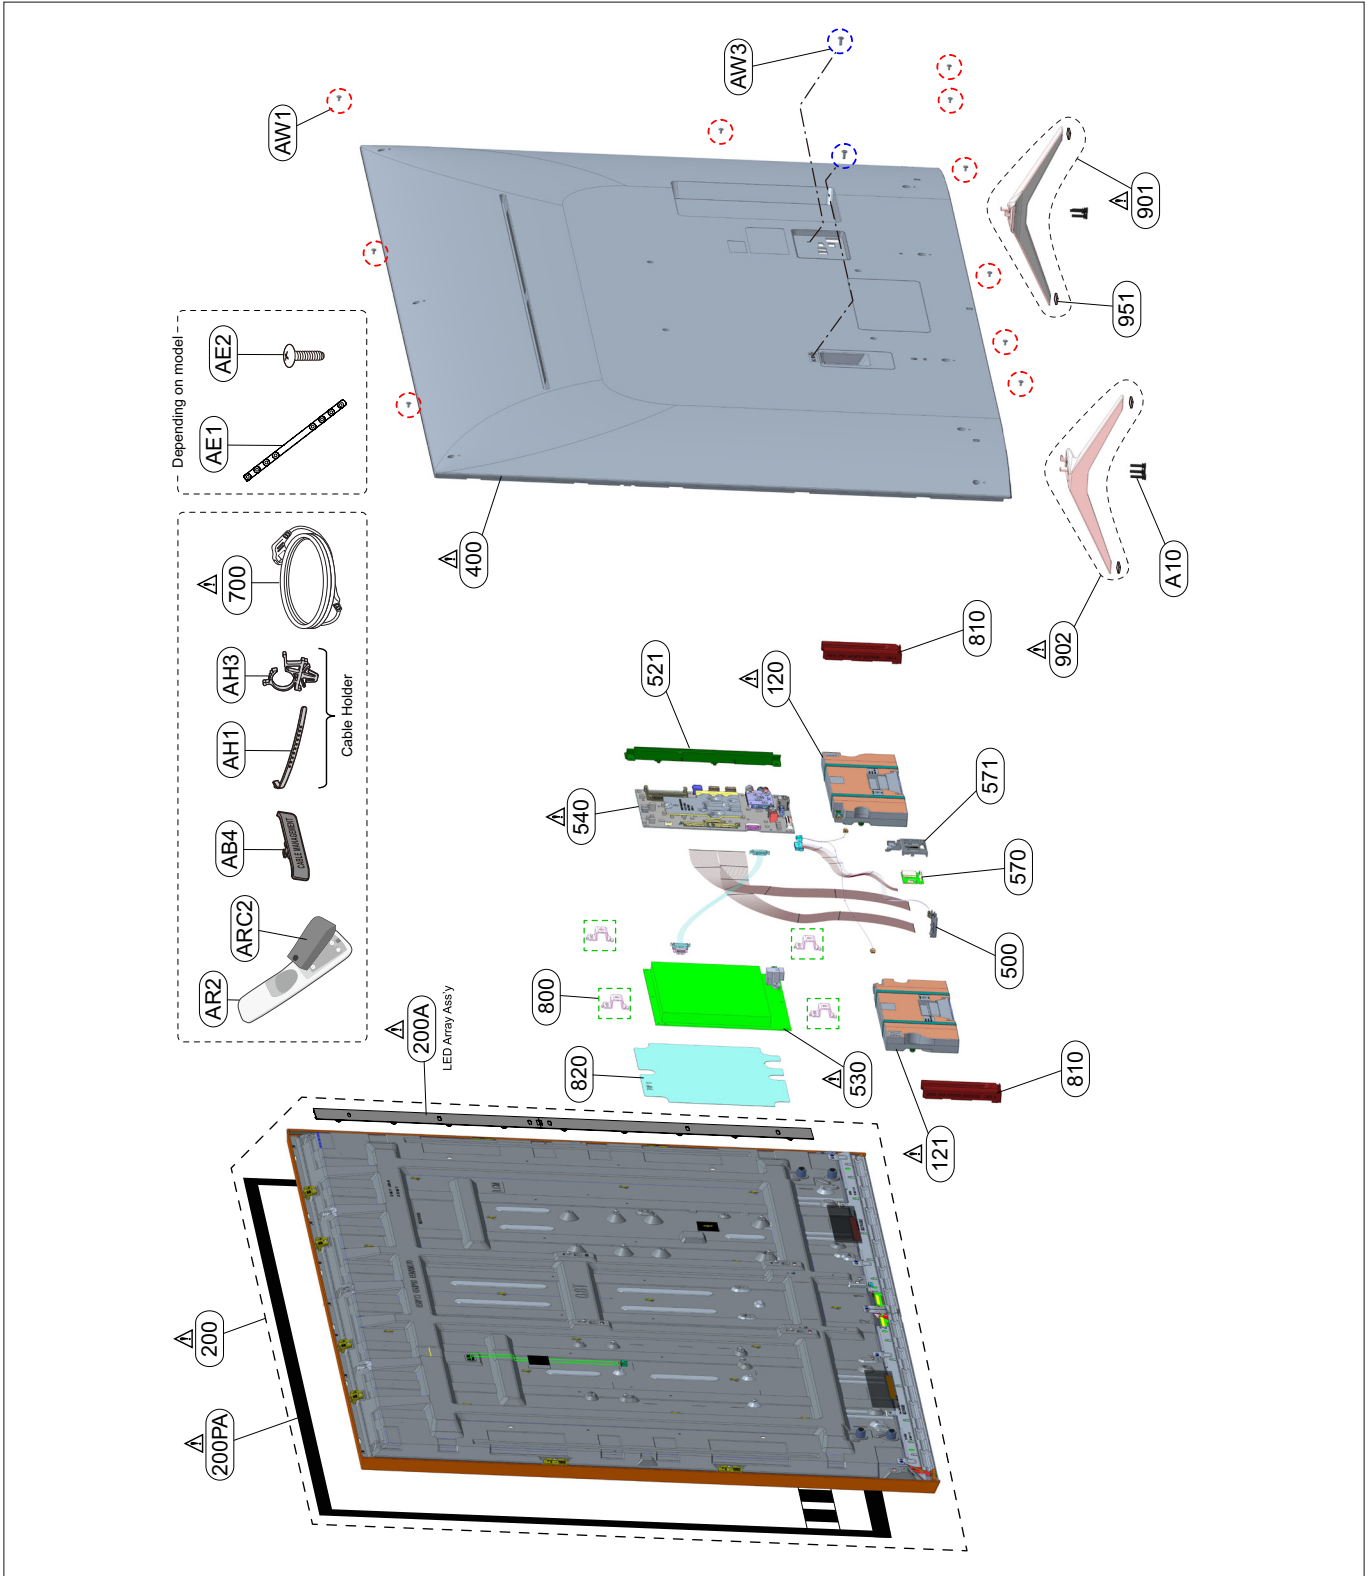 AW1
AW3
Depending on model
AE2
AE1
⚠ 700
AH3
AH1
Cable Holder
AB4
CABLE MANAGEMENT
ARC2
AR2
⚠ 400
⚠ 901
951
⚠ 902
A10
521
⚠ 540
⚠ 120
810
571
570
500
800
820
⚠ 530
810
⚠ 121
⚠ 200A
LED Array Ass'y
⚠ 200
⚠ 200PA